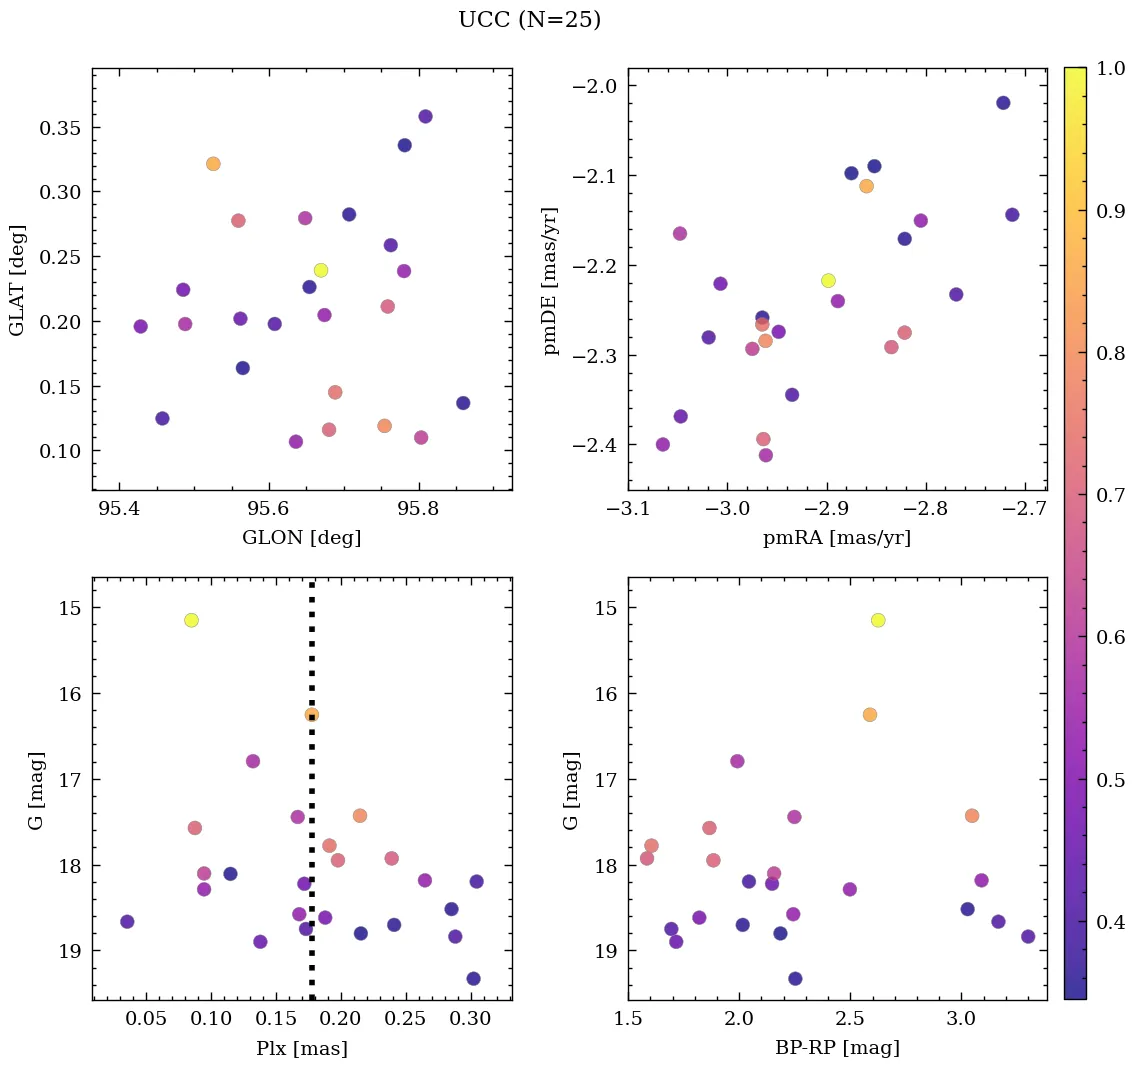 UCC (N=25)
0.35
0.30
0.25
0.20
0.15
0.10
GLAT [deg]
95.4 95.6 95.8
GLON [deg]
−2.0
−2.1
−2.2
−2.3
−2.4
pmDE [mas/yr]
−3.1 −3.0 −2.9 −2.8 −2.7
pmRA [mas/yr]
15
16
17
18
19
G [mag]
0.05 0.10 0.15 0.20 0.25 0.30
Plx [mas]
15
16
17
18
19
G [mag]
1.5 2.0 2.5 3.0
BP-RP [mag]
1.0
0.9
0.8
0.7
0.6
0.5
0.4